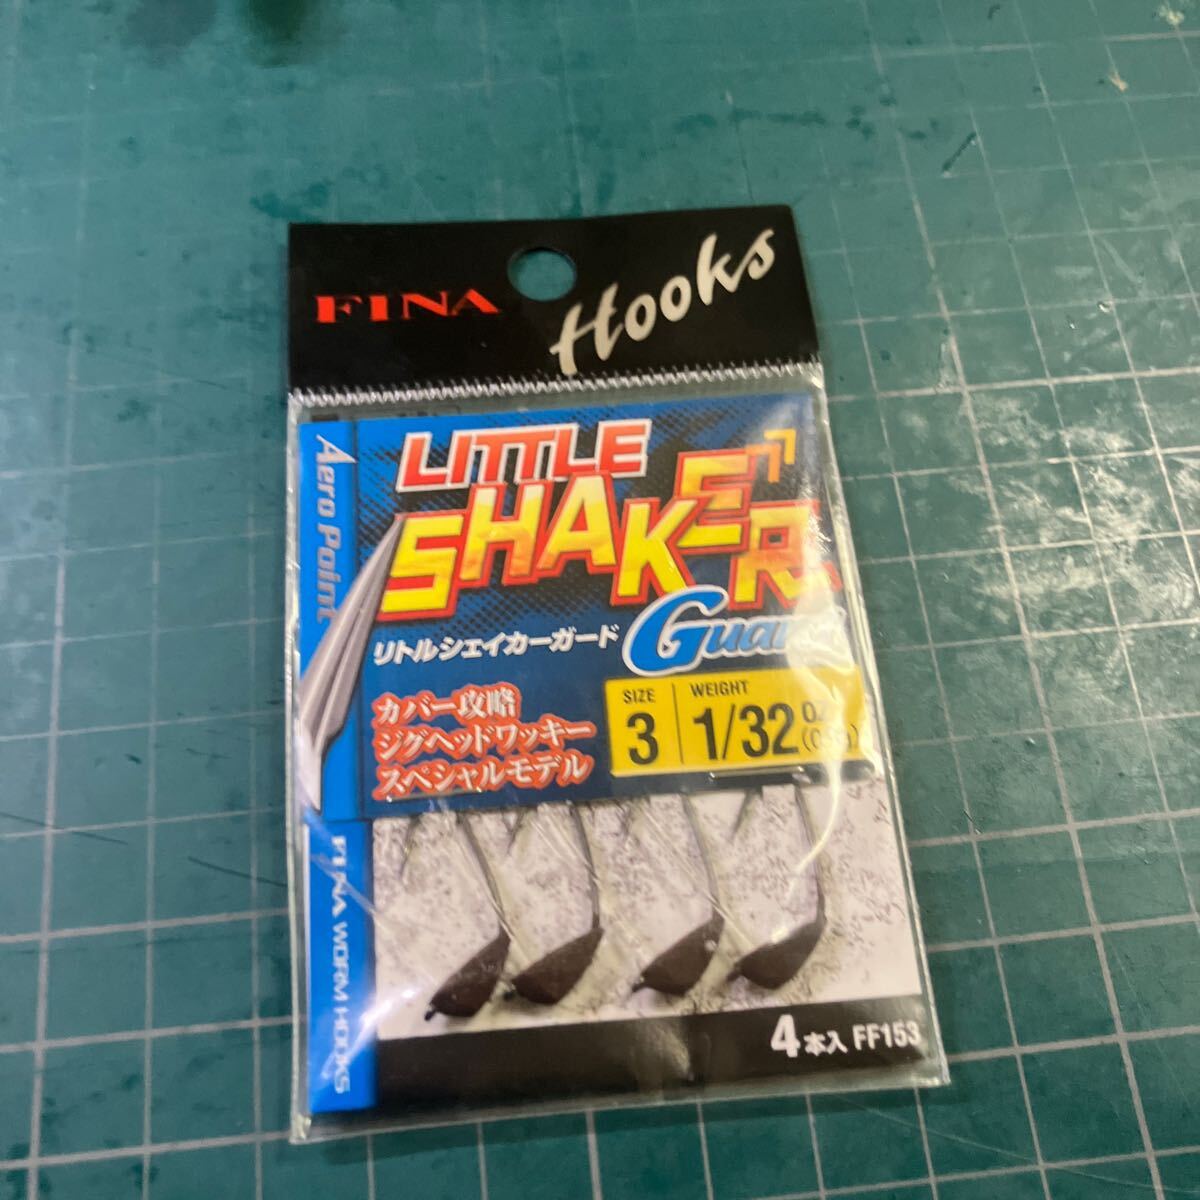 FINA
Hooks
Aero Point
LITTLE
SHAKER
リトルシェイカーガード
カバー攻略
ジグヘッドワッキー
スペシャルモデル
SIZE
3
WEIGHT
1/32
FINA WORM HOOKS
4本入 FF153